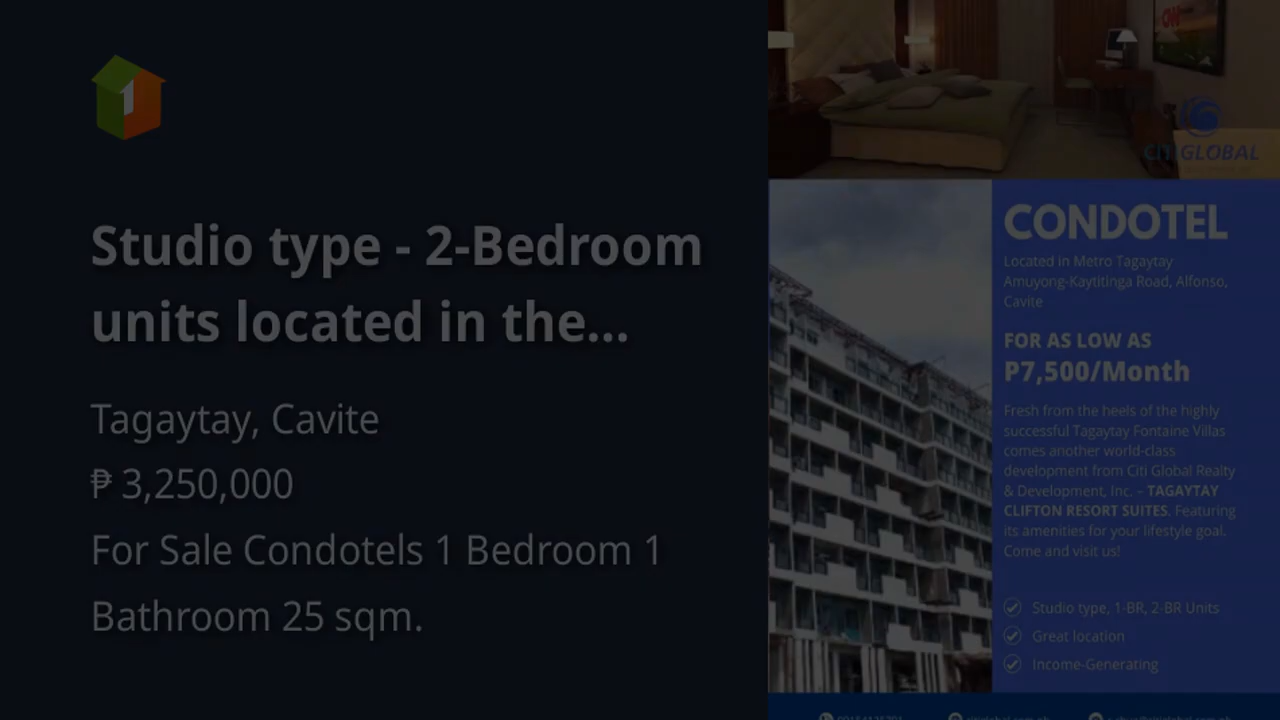 Studio type - 2-Bedroom
units located in the...
Tagaytay, Cavite
₱ 3,250,000
For Sale Condotels 1 Bedroom 1
Bathroom 25 sqm.
CNN
CITIGLOBAL
CONDOTEL
Located in Metro Tagaytay
Amuyong-Kaytitinga Road, Alfonso,
Cavite
FOR AS LOW AS
P7,500/Month
Fresh from the heels of the highly
successful Tagaytay Fontaine Villas
comes another world-class
development from Citi Global Realty
& Development, Inc. - TAGAYTAY
CLIFTON RESORT SUITES. Featuring
its amenities for your lifestyle goal.
Come and visit us!
Studio type, 1-BR, 2-BR Units
Great location
Income-Generating